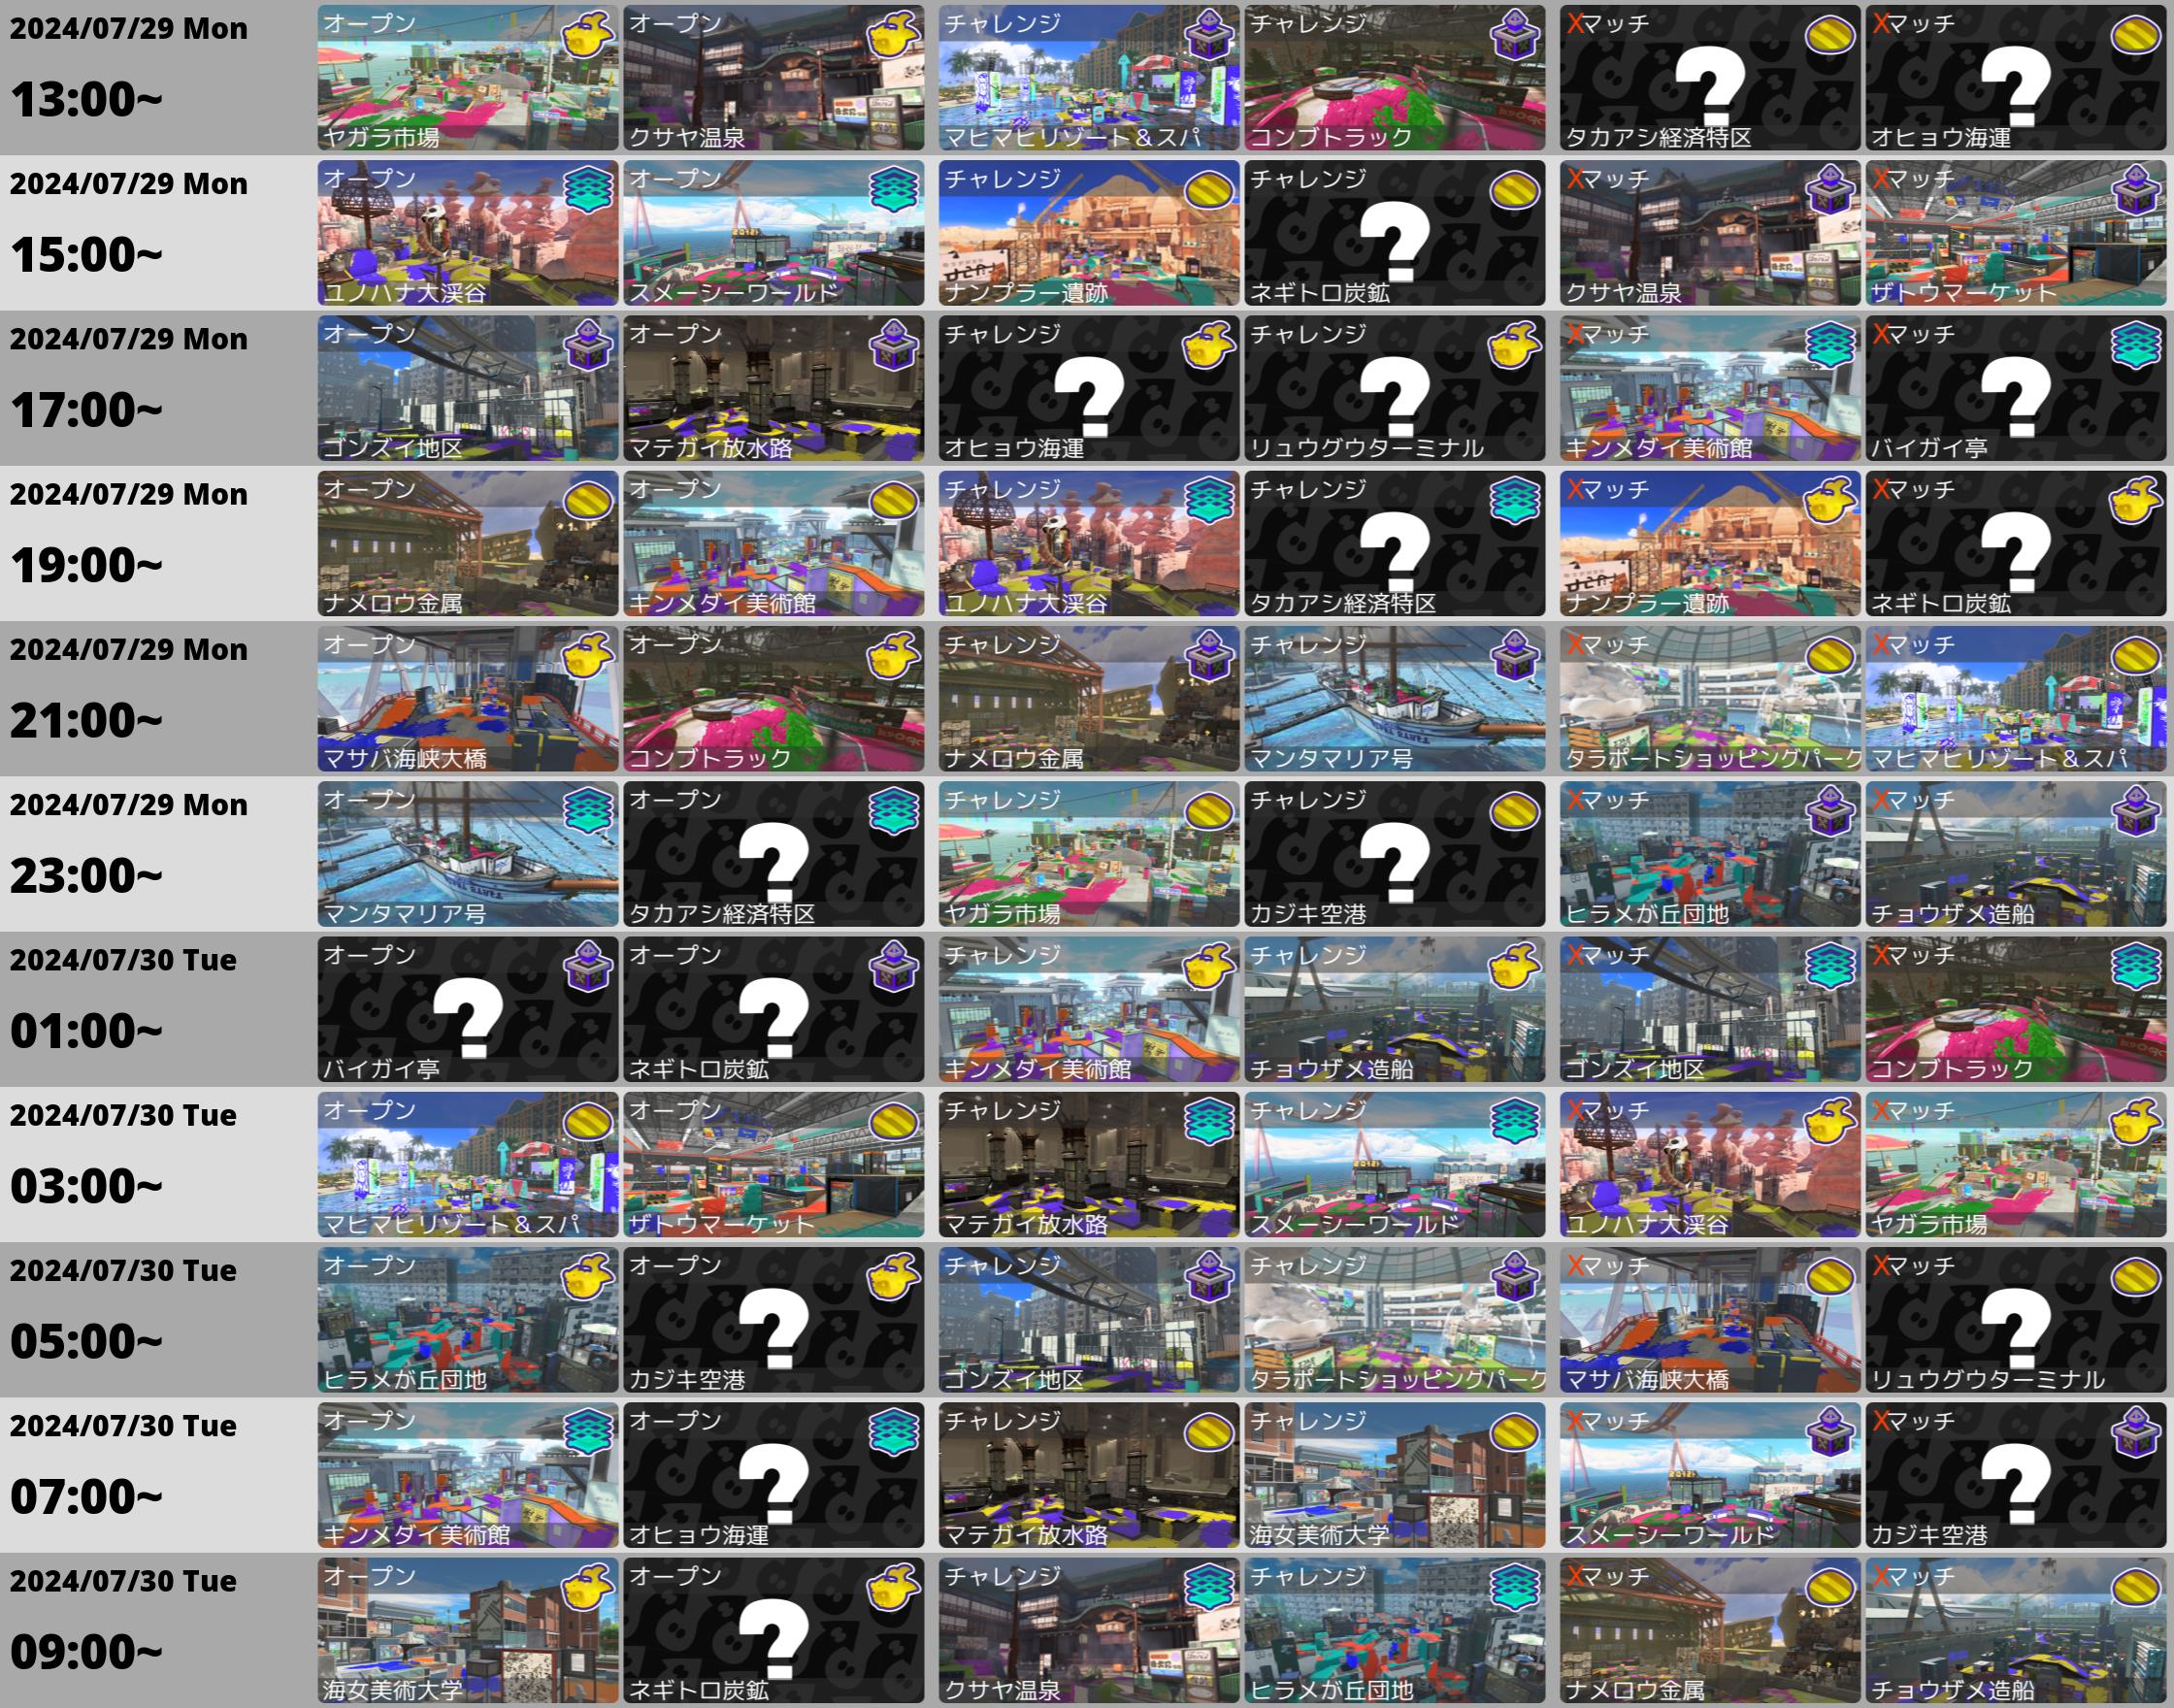 2024/07/29 Mon
13:00~
オープン オープン チャレンジ チャレンジ Xマッチ Xマッチ
ヤガラ市場 クサヤ温泉 マヒマヒリゾート＆スパ コンブトラック タカアシ経済特区 オヒョウ海運
2024/07/29 Mon
15:00~
オープン オープン チャレンジ チャレンジ Xマッチ Xマッチ
ユノハナ大渓谷 スメーシーワールド ナンプラー遺跡 ネギトロ炭鉱 クサヤ温泉 ザトウマーケット
2024/07/29 Mon
17:00~
オープン オープン チャレンジ チャレンジ Xマッチ Xマッチ
ゴンズイ地区 マテガイ放水路 オヒョウ海運 リュウグウターミナル キンメダイ美術館 バイガイ亭
2024/07/29 Mon
19:00~
オープン オープン チャレンジ チャレンジ Xマッチ Xマッチ
ナメロウ金属 キンメダイ美術館 ユノハナ大渓谷 タカアシ経済特区 ナンプラー遺跡 ネギトロ炭鉱
2024/07/29 Mon
21:00~
オープン オープン チャレンジ チャレンジ Xマッチ Xマッチ
マサバ海峡大橋 コンブトラック ナメロウ金属 マンタマリア号 タラポートショッピングパーク マヒマヒリゾート＆スパ
2024/07/29 Mon
23:00~
オープン オープン チャレンジ チャレンジ Xマッチ Xマッチ
マンタマリア号 タカアシ経済特区 ヤガラ市場 カジキ空港 ヒラメが丘団地 チョウザメ造船
2024/07/30 Tue
01:00~
オープン オープン チャレンジ チャレンジ Xマッチ Xマッチ
バイガイ亭 ネギトロ炭鉱 キンメダイ美術館 チョウザメ造船 ゴンズイ地区 コンブトラック
2024/07/30 Tue
03:00~
オープン オープン チャレンジ チャレンジ Xマッチ Xマッチ
マヒマヒリゾート＆スパ ザトウマーケット マテガイ放水路 スメーシーワールド ユノハナ大渓谷 ヤガラ市場
2024/07/30 Tue
05:00~
オープン オープン チャレンジ チャレンジ Xマッチ Xマッチ
ヒラメが丘団地 カジキ空港 ゴンズイ地区 タラポートショッピングパーク マサバ海峡大橋 リュウグウターミナル
2024/07/30 Tue
07:00~
オープン オープン チャレンジ チャレンジ Xマッチ Xマッチ
キンメダイ美術館 オヒョウ海運 マテガイ放水路 海女美術大学 スメーシーワールド カジキ空港
2024/07/30 Tue
09:00~
オープン オープン チャレンジ チャレンジ Xマッチ Xマッチ
海女美術大学 ネギトロ炭鉱 クサヤ温泉 ヒラメが丘団地 ナメロウ金属 チョウザメ造船